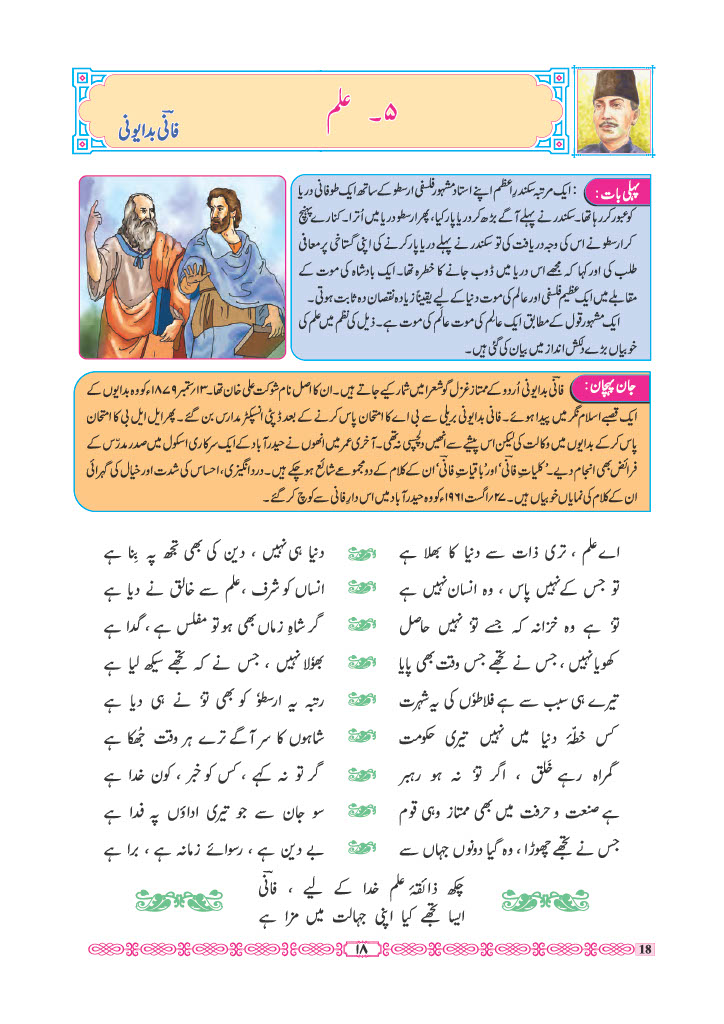 ۵۔ علم
فانی بدایونی
پہلی بات : ایک مرتبہ سکندرِ اعظم اپنے استاد مشہور فلسفی ارسطو کے ساتھ ایک طوفانی دریا
کو عبور کر رہا تھا۔ سکندر نے پہلے آگے بڑھ کر دریا پار کیا، پھر ارسطو دریا میں اُترا۔ کنارے پہنچ
کر ارسطو نے اس کی وجہ دریافت کی تو سکندر نے پہلے دریا پار کرنے کی اپنی گستاخی پر معافی
طلب کی اور کہا کہ مجھے اس دریا میں ڈوب جانے کا خطرہ تھا۔ ایک بادشاہ کی موت کے
مقابلے میں ایک عظیم فلسفی اور عالم کی موت دنیا کے لیے یقیناً زیادہ نقصان دہ ثابت ہوتی۔
ایک مشہور قول کے مطابق ایک عالِم کی موت عالَم کی موت ہے۔ ذیل کی نظم میں علم کی
خوبیاں بڑے دلکش انداز میں بیان کی گئی ہیں۔
جان پہچان : فانیؔ بدایونی اُردو کے ممتاز غزل گو شعرا میں شمار کیے جاتے ہیں۔ ان کا اصل نام شوکت علی خان تھا۔ ۱۳؍ستمبر ۱۸۷۹ء کو وہ بدایوں کے
ایک قصبے اسلام نگر میں پیدا ہوئے۔ فانی بدایونی بریلی سے بی اے کا امتحان پاس کرنے کے بعد ڈپٹی انسپکٹر مدارس بن گئے۔ پھر ایل ایل بی کا امتحان
پاس کر کے بدایوں میں وکالت کی لیکن اس پیشے سے انھیں دلچسپی نہ تھی۔ آخری عمر میں انھوں نے حیدرآباد کے ایک سرکاری اسکول میں صدر مدرّس کے
فرائض بھی انجام دیے۔ 'کلیاتِ فانی' اور 'باقیاتِ فانی' ان کے کلام کے دو مجموعے شائع ہو چکے ہیں۔ درد انگیزی، احساس کی شدت اور خیال کی گہرائی
ان کے کلام کی نمایاں خوبیاں ہیں۔ ۲۷؍اگست ۱۹۶۱ء کو وہ حیدرآباد میں اس دارِ فانی سے کوچ کر گئے۔
اے علم ، تری ذات سے دنیا کا بھلا ہے دنیا ہی نہیں ، دین کی بھی تجھ پہ بِنا ہے
تو جس کے نہیں پاس ، وہ انسان نہیں ہے انساں کو شرف ، علم سے خالق نے دیا ہے
توٗ ہے وہ خزانہ کہ جسے توٗ نہیں حاصل گر شاہِ زماں بھی ہو تو مفلس ہے ، گدا ہے
کھویا نہیں ، جس نے تجھے جس وقت بھی پایا بھوٗلا نہیں ، جس نے کہ تجھے سیکھ لیا ہے
تیرے ہی سبب سے ہے فلاطوٗں کی یہ شہرت رتبہ یہ ارسطوٗ کو بھی توٗ نے ہی دیا ہے
کس خطّۂ دنیا میں نہیں تیری حکومت شاہوں کا سر آگے ترے ہر وقت جُھکا ہے
گمراہ رہے خَلق ، اگر توٗ نہ ہو رہبر گر تو نہ کہے ، کس کو خبر ، کون خدا ہے
ہے صنعت و حرفت میں بھی ممتاز وہی قوم سو جان سے جو تیری اداؤں پہ فدا ہے
جس نے تجھے چھوڑا ، وہ گیا دونوں جہاں سے بے دین ہے ، رسوائے زمانہ ہے ، برا ہے
چکھ ذائقۂ علم خدا کے لیے ، فانیؔ
ایسا تجھے کیا اپنی جہالت میں مزا ہے
۱۸
18